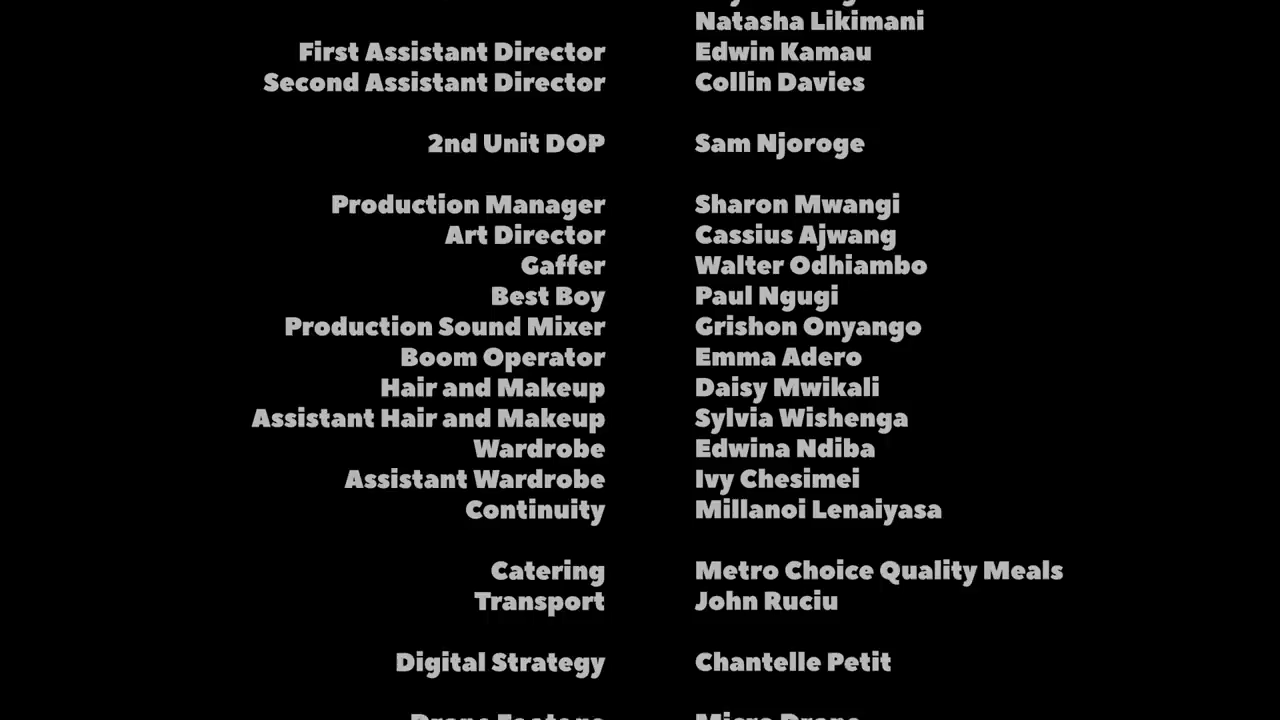 Natasha Likimani
First Assistant Director Edwin Kamau
Second Assistant Director Collin Davies
2nd Unit DOP Sam Njoroge
Production Manager Sharon Mwangi
Art Director Cassius Ajwang
Gaffer Walter Odhiambo
Best Boy Paul Ngugi
Production Sound Mixer Grishon Onyango
Boom Operator Emma Adero
Hair and Makeup Daisy Mwikali
Assistant Hair and Makeup Sylvia Wishenga
Wardrobe Edwina Ndiba
Assistant Wardrobe Ivy Chesimei
Continuity Millanoi Lenaiyasa
Catering Metro Choice Quality Meals
Transport John Ruciu
Digital Strategy Chantelle Petit